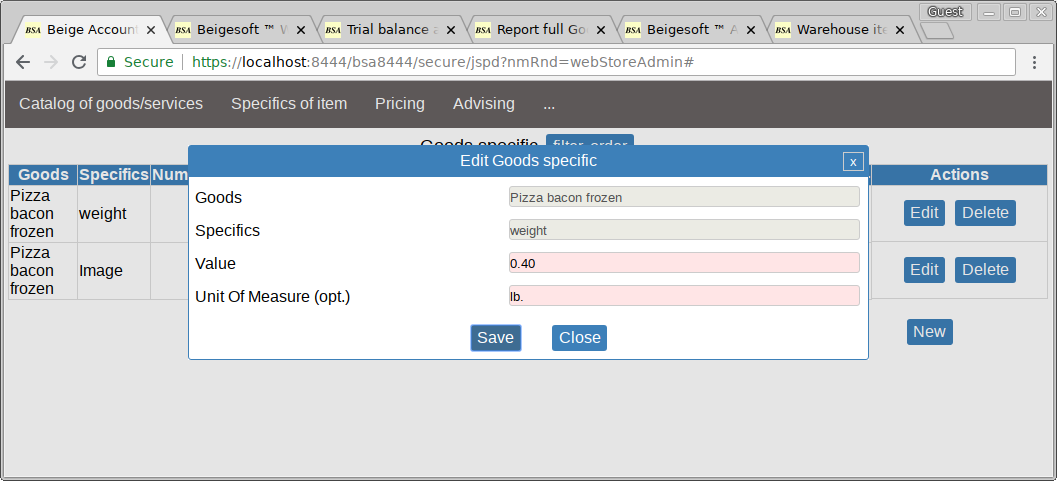 Guest
BSA Beige Accoun
BSA Beigesoft ™ W
BSA Trial balance a
BSA Report full Go
BSA Beigesoft ™ A
BSA Warehouse ite
Secure https://localhost:8444/bsa8444/secure/jspd?nmRnd=webStoreAdmin#
Catalog of goods/services Specifics of item Pricing Advising ...
Goods specific filter, order
Edit Goods specific x
Goods Specifics Num Actions
Goods Pizza bacon frozen
Specifics weight
Value 0.40
Unit Of Measure (opt.) lb.
Save Close
Pizza
bacon
frozen
weight
Edit Delete
Pizza
bacon
frozen
Image
Edit Delete
New